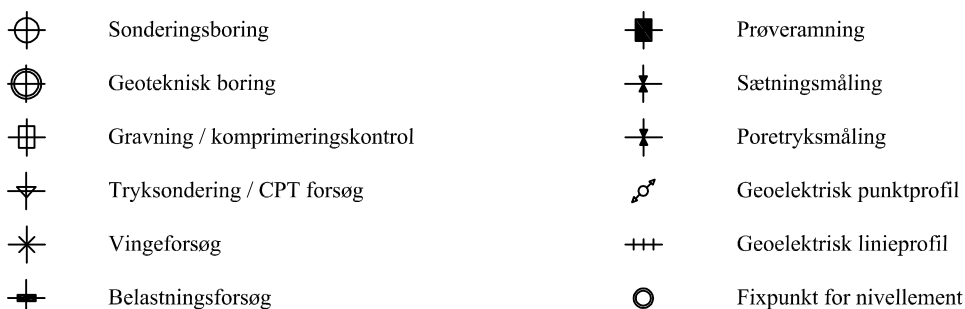 Sonderingsboring
Geoteknisk boring
Gravning / komprimeringskontrol
Tryksondering / CPT forsøg
Vingeforsøg
Belastningsforsøg
Prøveramning
Sætningsmåling
Poretryksmåling
Geoelektrisk punktprofil
Geoelektrisk linieprofil
Fixpunkt for nivellement